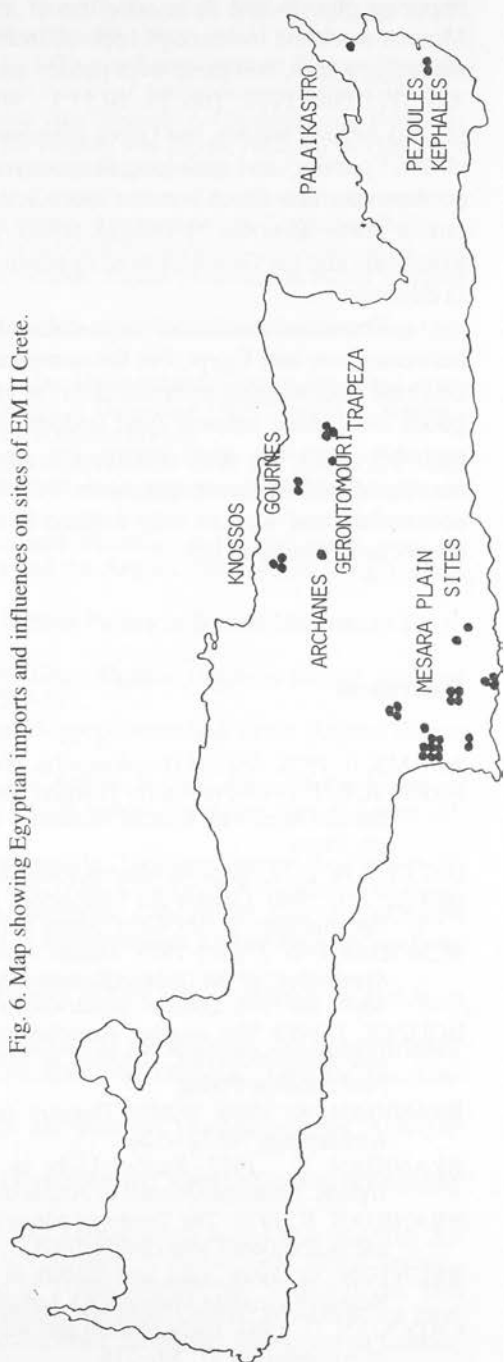 Fig. 6. Map showing Egyptian imports and influences on sites of EM II Crete.
KNOSSOS
GOURNES
ARCHANES
GERONTOMOURI
TRAPEZA
MESARA PLAIN
SITES
PALAIKASTRO
PEZOULES
KEPHALES